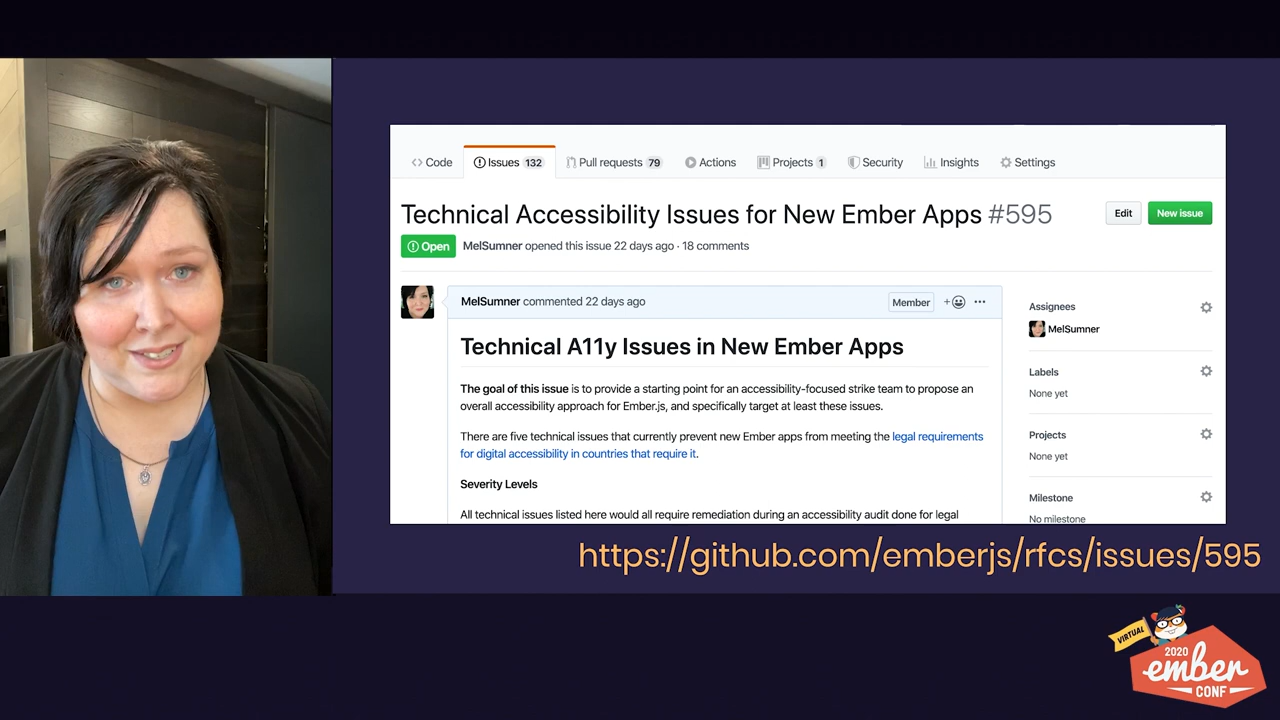 Code Issues 132 Pull requests 79 Actions Projects 1 Security Insights Settings
Technical Accessibility Issues for New Ember Apps #595
Edit New issue
Open MelSumner opened this issue 22 days ago · 18 comments
MelSumner commented 22 days ago
Member
Technical A11y Issues in New Ember Apps
The goal of this issue is to provide a starting point for an accessibility-focused strike team to propose an
overall accessibility approach for Ember.js, and specifically target at least these issues.
There are five technical issues that currently prevent new Ember apps from meeting the legal requirements
for digital accessibility in countries that require it.
Severity Levels
All technical issues listed here would all require remediation during an accessibility audit done for legal
Assignees
MelSumner
Labels
None yet
Projects
None yet
Milestone
No milestone
https://github.com/emberjs/rfcs/issues/595
VIRTUAL
2020
ember
CONF